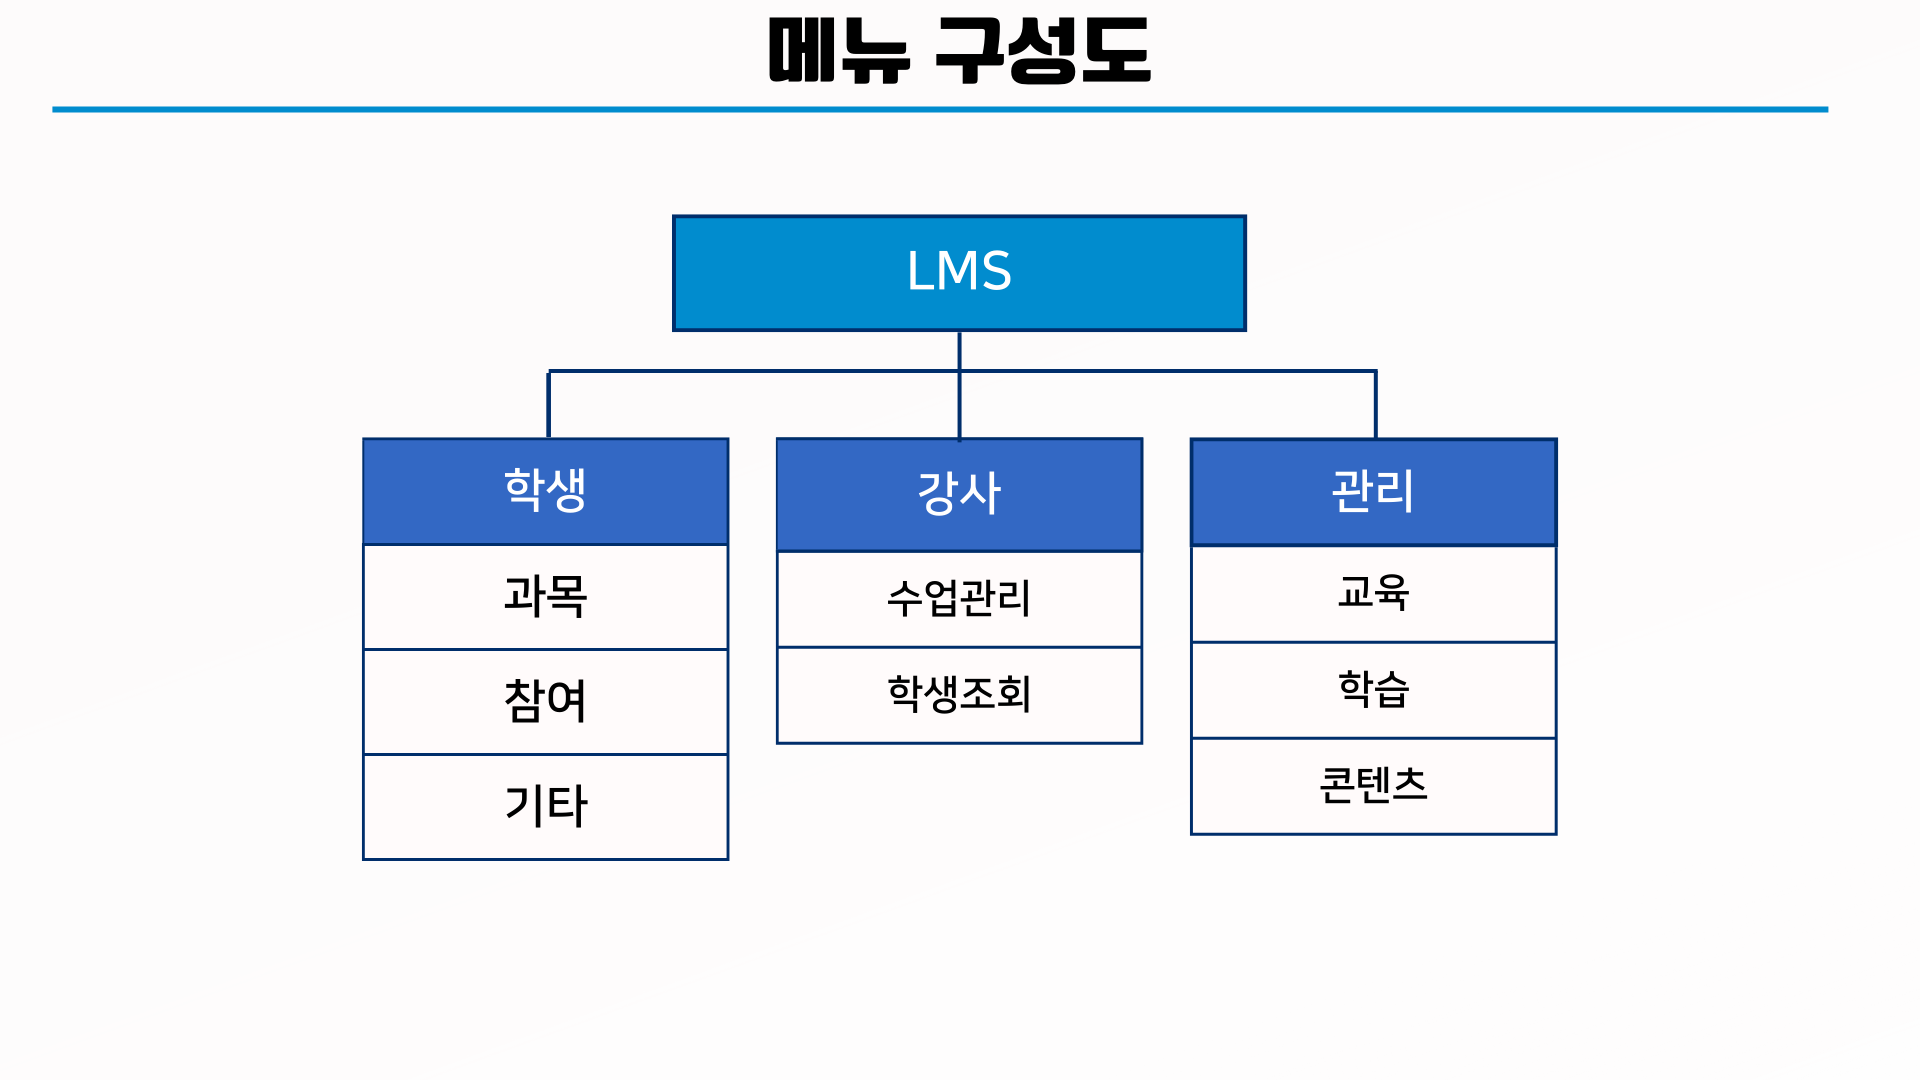 메뉴 구성도
LMS
학생
과목
참여
기타
강사
수업관리
학생조회
관리
교육
학습
콘텐츠